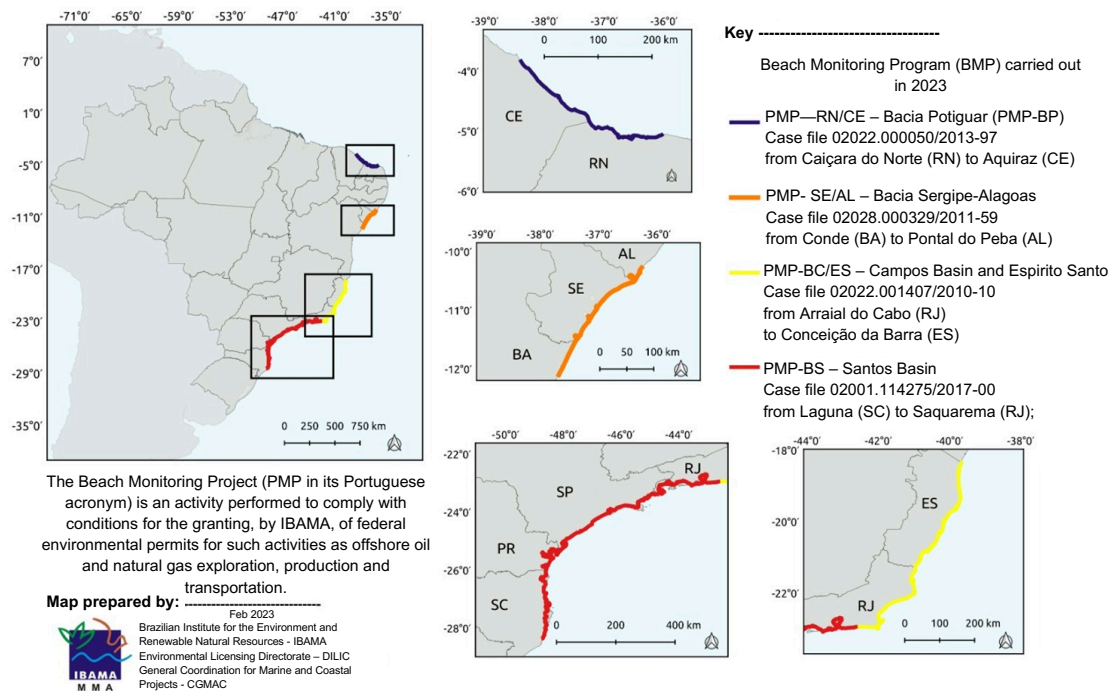 -71°0′ -65°0′ -59°0′ -53°0′ -47°0′ -41°0′ -35°0′
7°0′
1°0′
-5°0′
-11°0′
-17°0′
-23°0′
-29°0′
-35°0′
0 250 500 750 km
-39°0′ -38°0′ -37°0′ -36°0′
0 100 200 km
-4°0′
CE
-5°0′
RN
-6°0′
-39°0′ -38°0′ -37°0′ -36°0′
-10°0′
AL
SE
-11°0′
BA
0 50 100 km
-12°0′
Key ----------------------------------
Beach Monitoring Program (BMP) carried out
in 2023
PMP—RN/CE – Bacia Potiguar (PMP-BP)
Case file 02022.000050/2013-97
from Caiçara do Norte (RN) to Aquiraz (CE)
PMP- SE/AL – Bacia Sergipe-Alagoas
Case file 02028.000329/2011-59
from Conde (BA) to Pontal do Peba (AL)
PMP-BC/ES – Campos Basin and Espirito Santo
Case file 02022.001407/2010-10
from Arraial do Cabo (RJ)
to Conceição da Barra (ES)
PMP-BS – Santos Basin
Case file 02001.114275/2017-00
from Laguna (SC) to Saquarema (RJ);
-50°0′ -48°0′ -46°0′ -44°0′
-22°0′
RJ
SP
-24°0′
PR
-26°0′
SC
-28°0′
0 200 400 km
-44°0′ -42°0′ -40°0′ -38°0′
-18°0′
ES
-20°0′
-22°0′
RJ
0 100 200 km
The Beach Monitoring Project (PMP in its Portuguese
acronym) is an activity performed to comply with
conditions for the granting, by IBAMA, of federal
environmental permits for such activities as offshore oil
and natural gas exploration, production and
transportation.
Map prepared by: -------------------------------
Feb 2023
Brazilian Institute for the Environment and
Renewable Natural Resources - IBAMA
Environmental Licensing Directorate – DILIC
General Coordination for Marine and Coastal
Projects - CGMAC
IBAMA
M M A